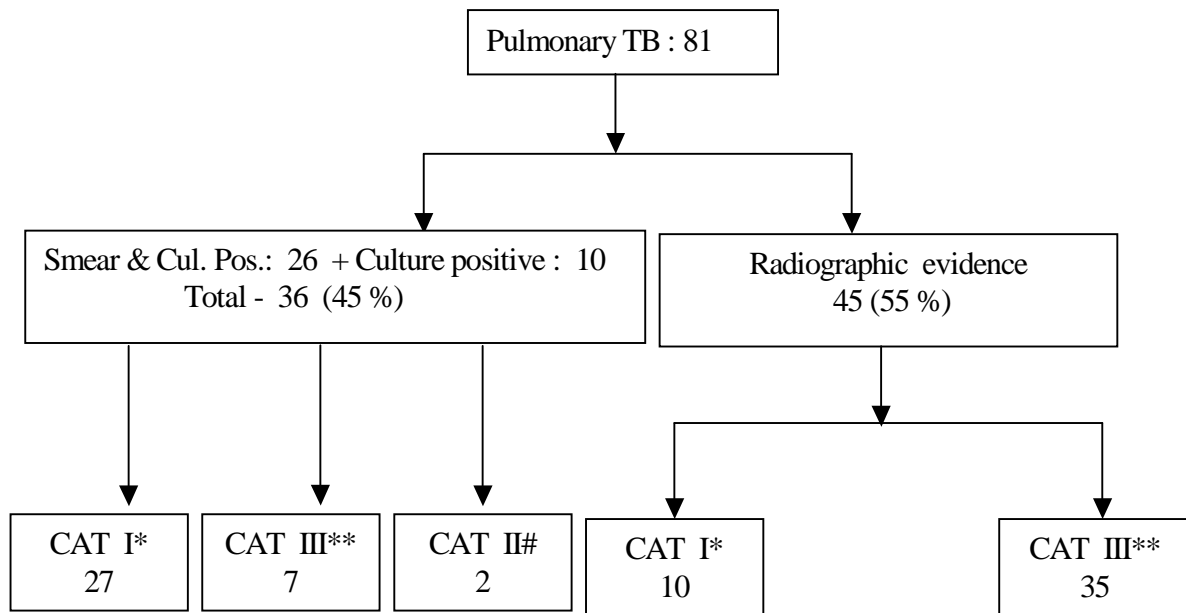 Pulmonary TB : 81
Smear & Cul. Pos.: 26 + Culture positive : 10
Total - 36 (45 %)
Radiographic evidence
45 (55 %)
CAT I*
27
CAT III**
7
CAT II#
2
CAT I*
10
CAT III**
35